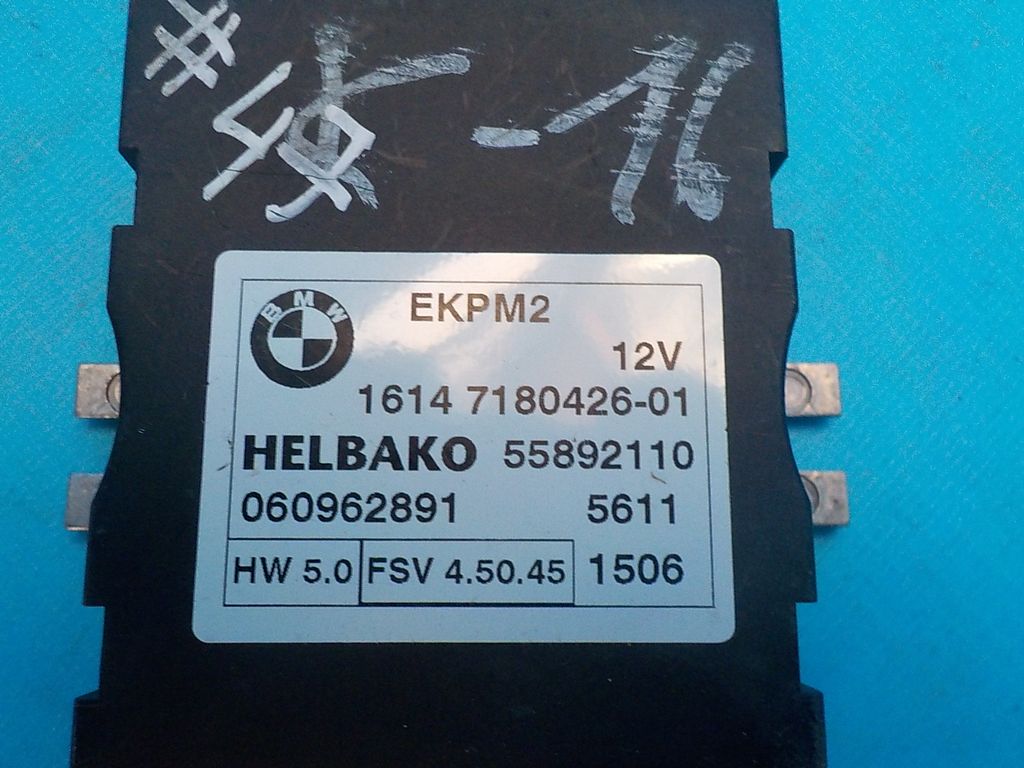 #45 -16
BMW
EKPM2
12V
1614 7180426-01
HELBAKO 55892110
060962891 5611
HW 5.0 FSV 4.50.45 1506